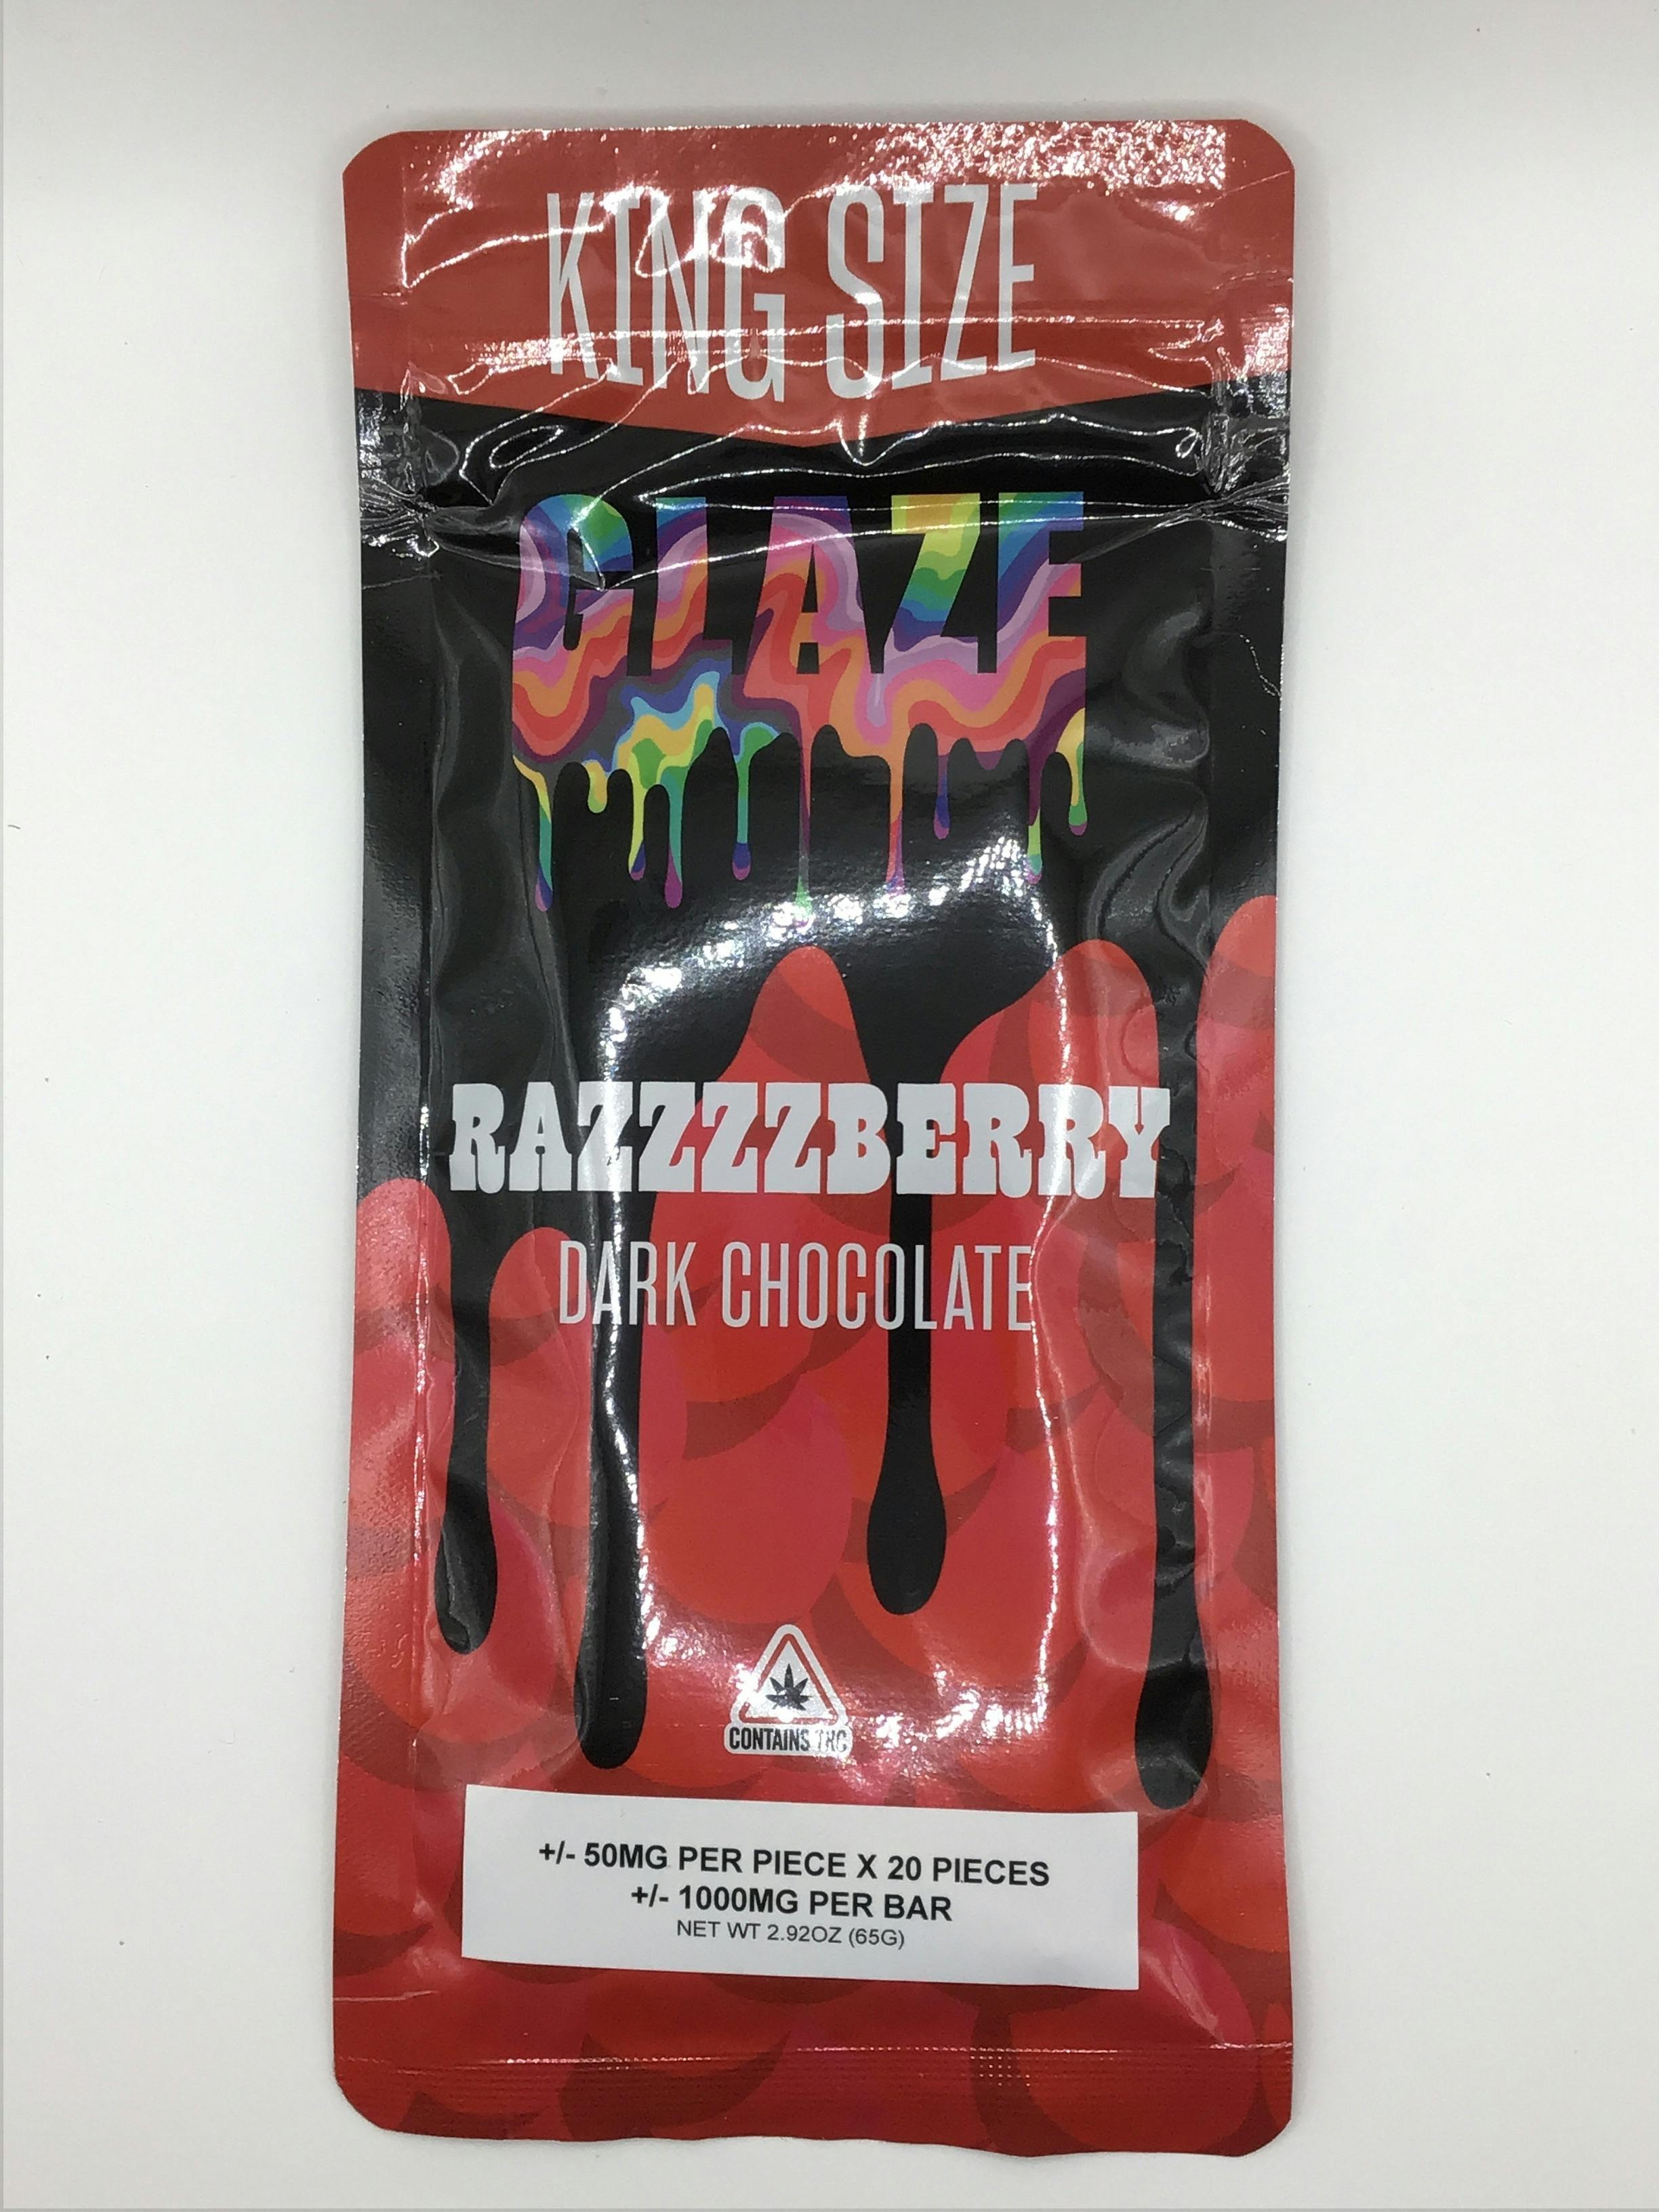 KING SIZE
GLAZE
RAZZZZBERRY
DARK CHOCOLATE
CONTAINS THC
+/- 50MG PER PIECE X 20 PIECES
+/- 1000MG PER BAR
NET WT 2.92OZ (65G)